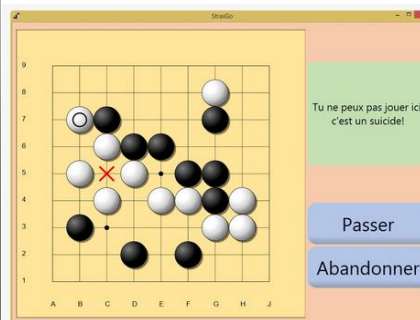 StrasGo
9
8
7
6
5
4
3
2
1
A B C D E F G H J
Tu ne peux pas jouer ici
c'est un suicide!
Passer
Abandonner